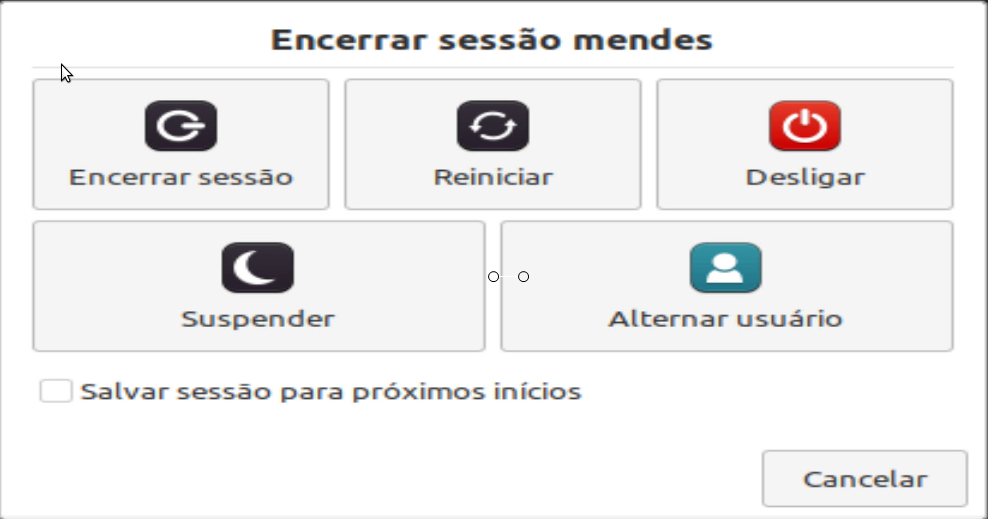 Encerrar sessão mendes
Encerrar sessão
Reiniciar
Desligar
Suspender
Alternar usuário
Salvar sessão para próximos inícios
Cancelar